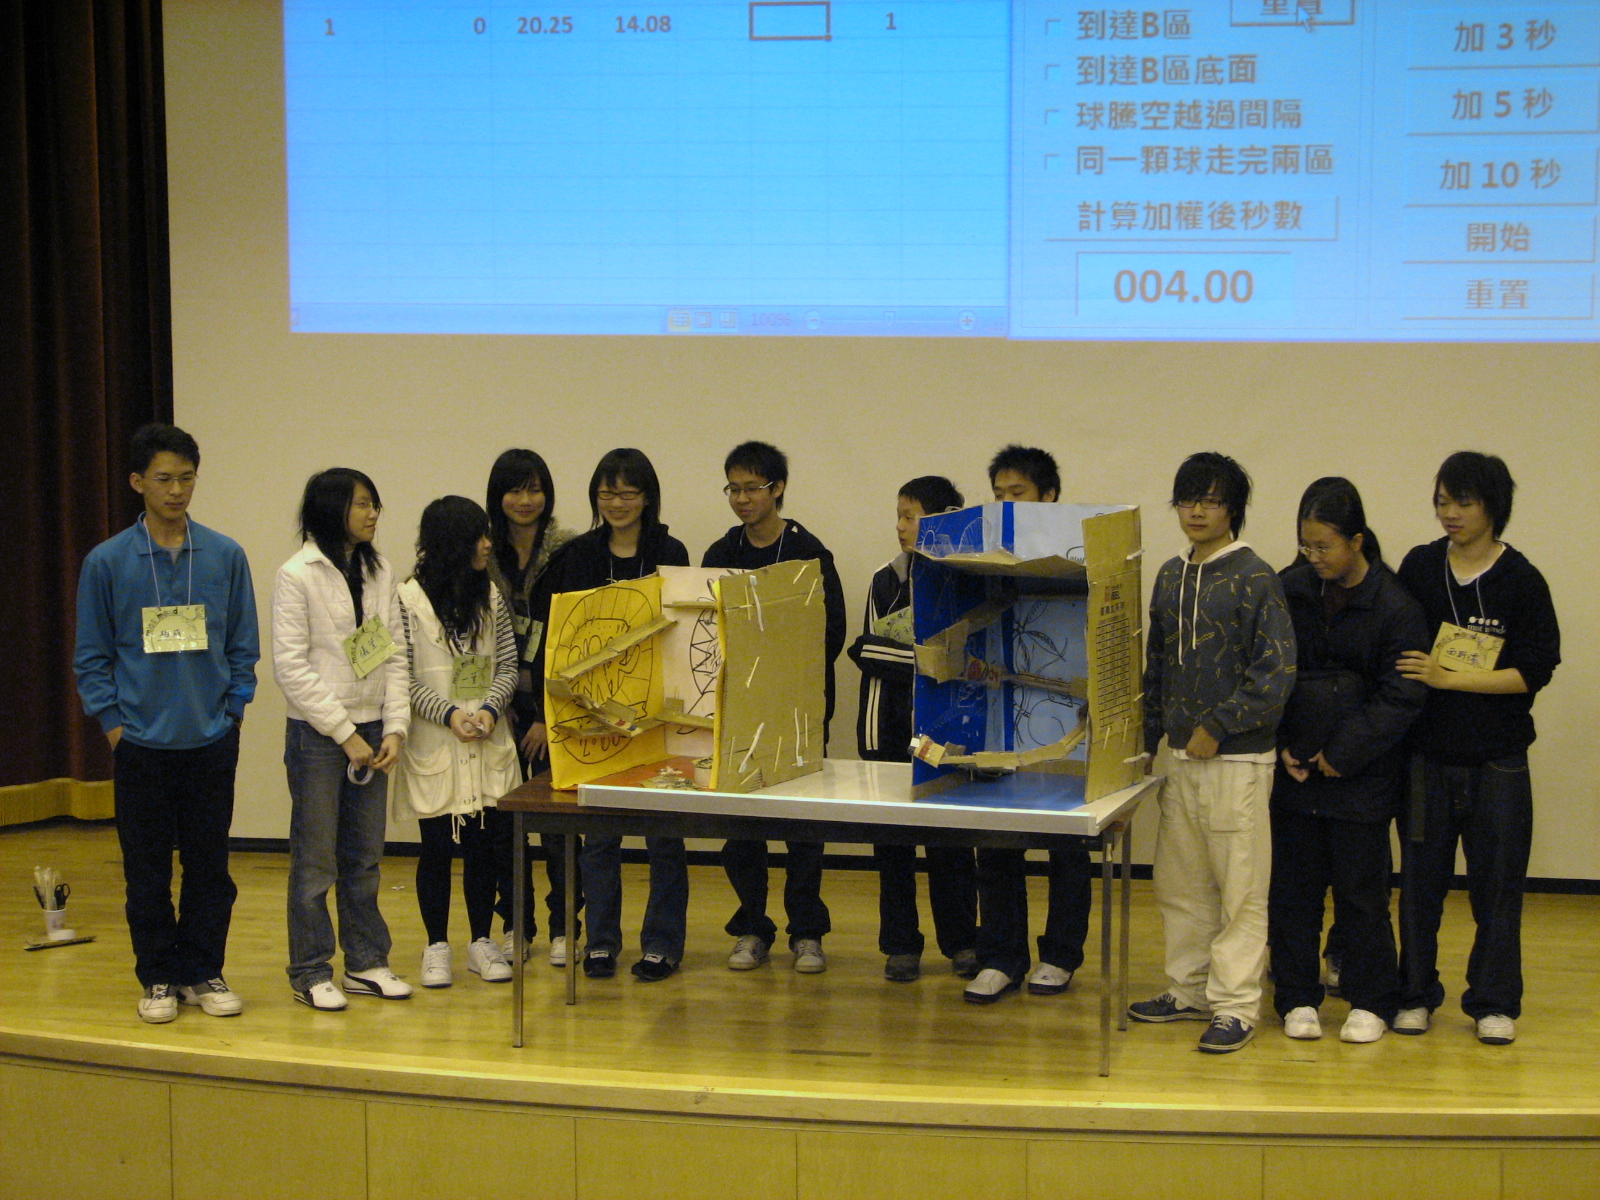 1 0 20.25 14.08 1
重置
到達B區
到達B區底面
球騰空越過間隔
同一顆球走完兩區
計算加權後秒數
004.00
加 3 秒
加 5 秒
加 10 秒
開始
重置
100%